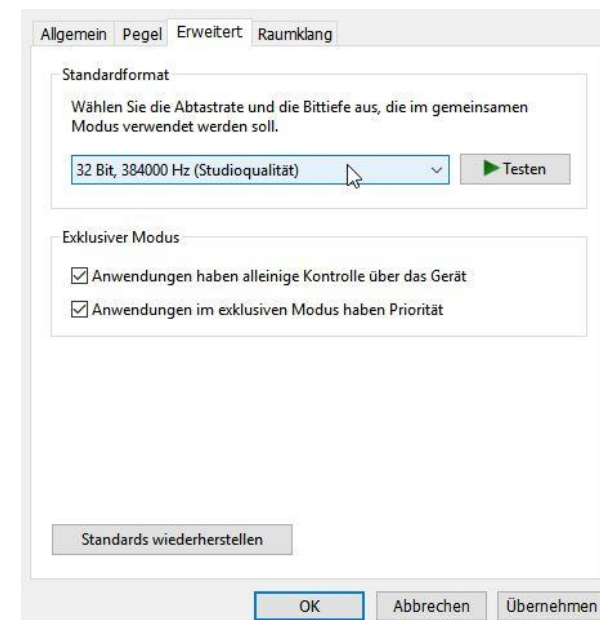 Allgemein Pegel Erweitert Raumklang
Standardformat
Wählen Sie die Abtastrate und die Bittiefe aus, die im gemeinsamen
Modus verwendet werden soll.
32 Bit, 384000 Hz (Studioqualität) Testen
Exklusiver Modus
Anwendungen haben alleinige Kontrolle über das Gerät
Anwendungen im exklusiven Modus haben Priorität
Standards wiederherstellen
OK Abbrechen Übernehmen